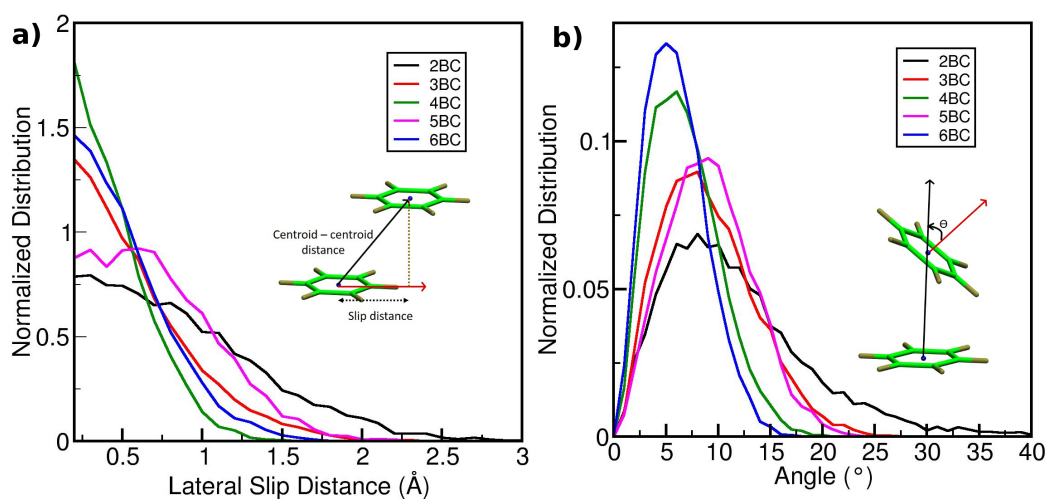 a)
2
1.5
1
0.5
0
Normalized Distribution
2BC
3BC
4BC
5BC
6BC
Centroid – centroid
distance
Slip distance
0.5
1
1.5
2
2.5
3
Lateral Slip Distance (Å)
b)
0.1
0.05
0
Normalized Distribution
2BC
3BC
4BC
5BC
6BC
Θ
0
5
10
15
20
25
30
35
40
Angle (°)